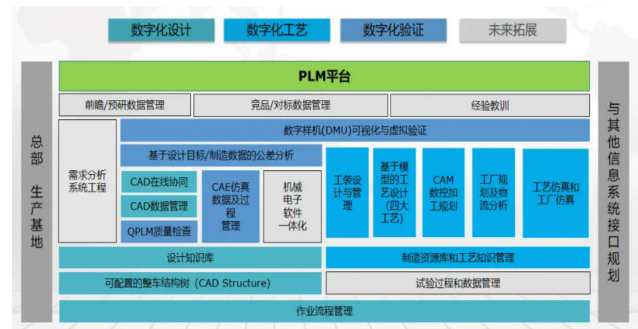 数字化设计
数字化工艺
数字化验证
未来拓展
总部 生产基地
PLM平台
前瞻/预研数据管理
竞品/对标数据管理
经验教训
数字样机(DMU)可视化与虚拟验证
需求分析
系统工程
基于设计目标/制造数据的公差分析
CAD在线协同
CAD数据管理
QPLM质量检查
CAE仿真
数据及过
程
管理
机械
电子
软件
一体化
工装设
计与管
理
基于模
型的工
艺设计
(四大
工艺)
CAM
数控加
工规划
工厂规
划及物
流分析
工艺仿真和
工厂仿真
设计知识库
制造资源库和工艺知识管理
可配置的整车结构树 (CAD Structure)
试验过程和数据管理
作业流程管理
与其他信息系统接口规划